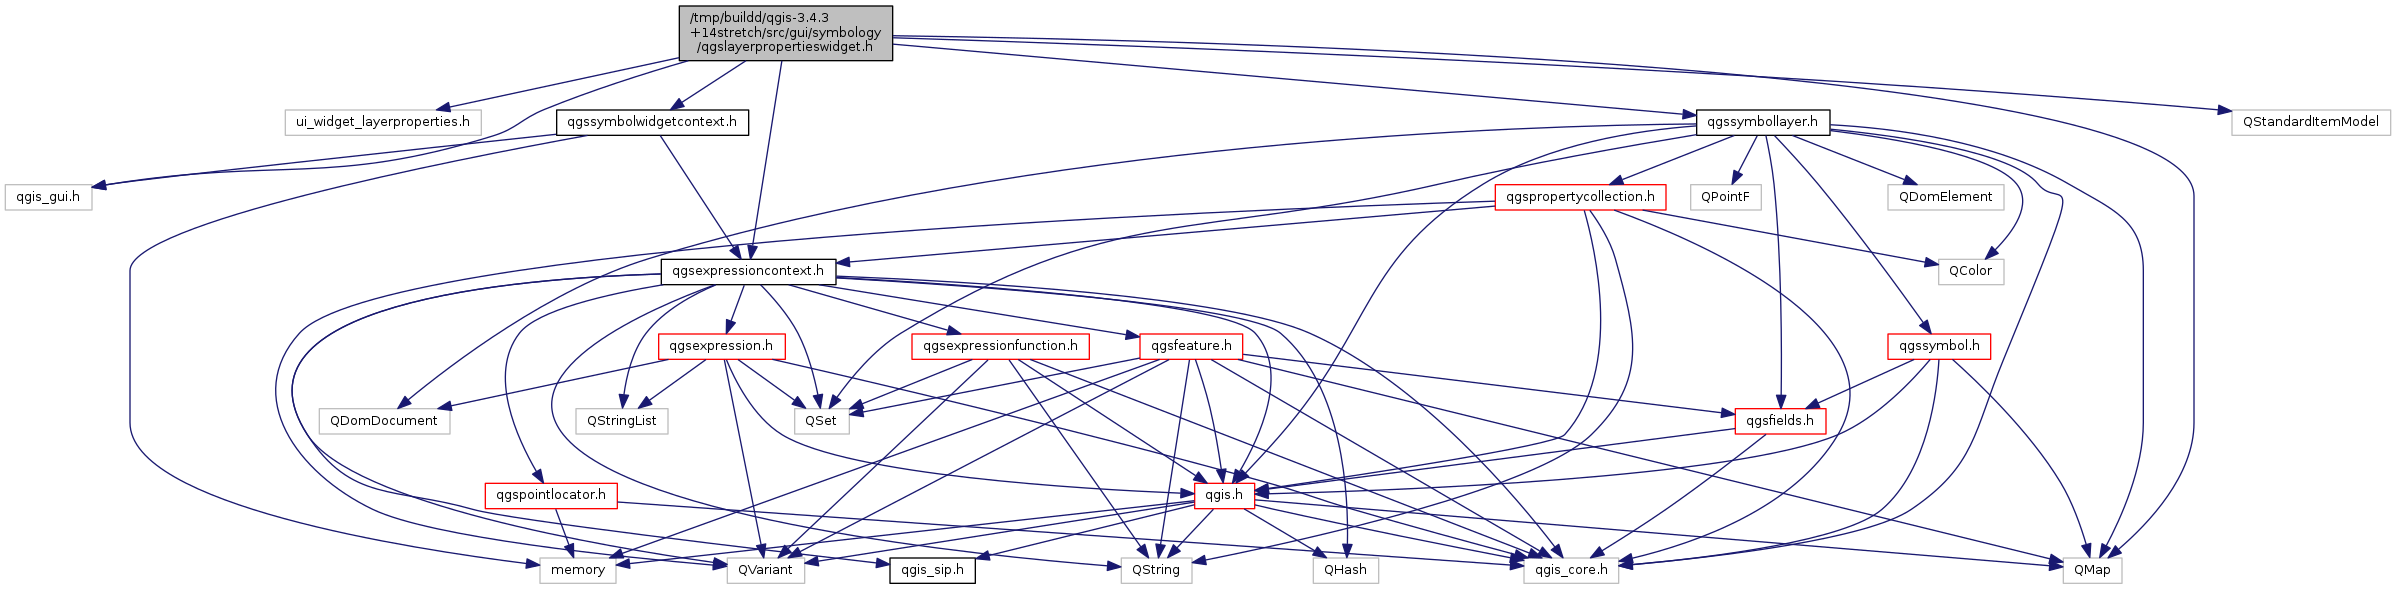 /tmp/buildd/qgis-3.4.3
+14stretch/src/gui/symbology
/qgslayerpropertieswidget.h
ui_widget_layerproperties.h
qgssymbolwidgetcontext.h
qgssymbollayer.h
QStandardItemModel
qgis_gui.h
qgspropertycollection.h
QPointF
QDomElement
qgsexpressioncontext.h
QColor
qgsexpression.h
qgsexpressionfunction.h
qgsfeature.h
qgssymbol.h
QDomDocument
QStringList
QSet
qgsfields.h
qgspointlocator.h
qgis.h
memory
QVariant
qgis_sip.h
QString
QHash
qgis_core.h
QMap